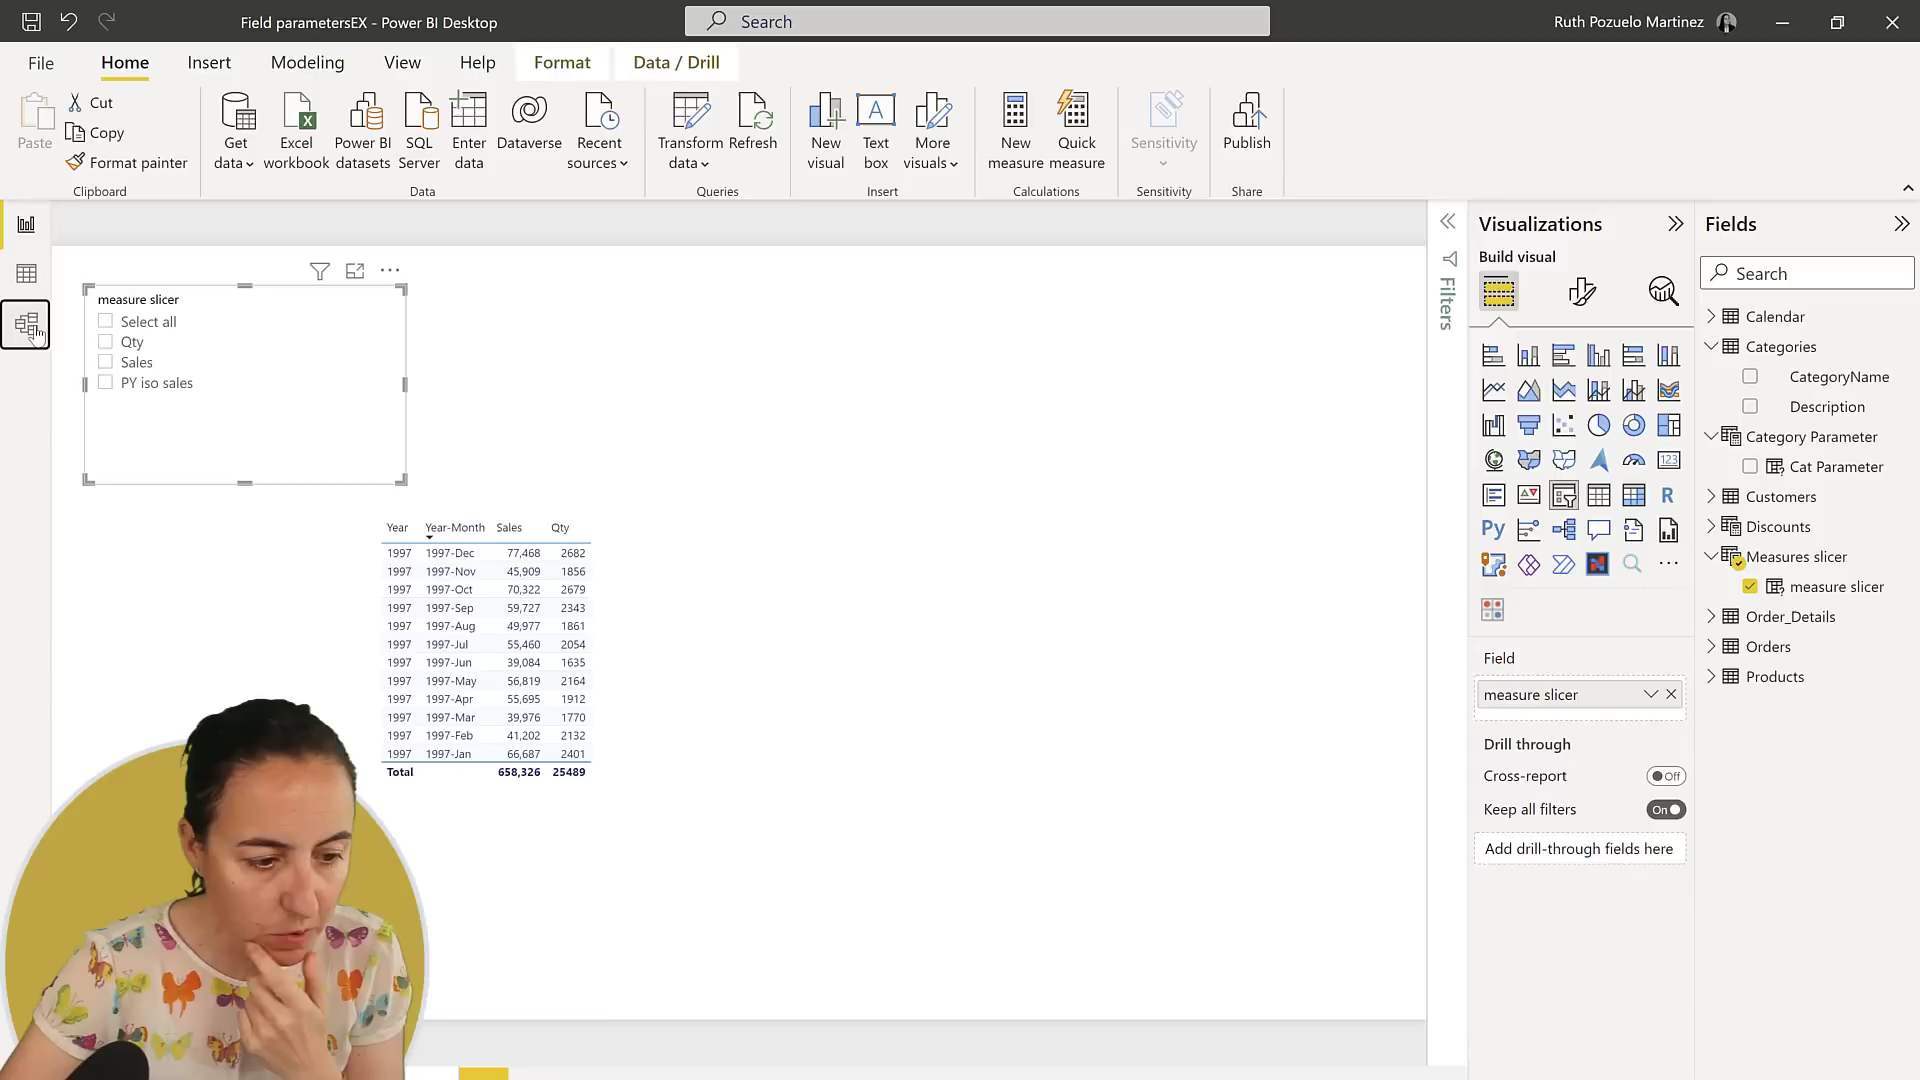 Field parametersEX - Power BI Desktop
Search
Ruth Pozuelo Martinez
File
Home
Insert
Modeling
View
Help
Format
Data / Drill
Paste
Cut
Copy
Format painter
Clipboard
Get data
Excel workbook
Power BI datasets
SQL Server
Enter data
Dataverse
Recent sources
Data
Transform data
Refresh
Queries
New visual
Text box
More visuals
Insert
New measure
Quick measure
Calculations
Sensitivity
Sensitivity
Publish
Share
measure slicer
Select all
Qty
Sales
PY iso sales
Year Year-Month Sales Qty
1997 1997-Dec 77,468 2682
1997 1997-Nov 45,909 1856
1997 1997-Oct 70,322 2679
1997 1997-Sep 59,727 2343
1997 1997-Aug 49,977 1861
1997 1997-Jul 55,460 2054
1997 1997-Jun 39,084 1635
1997 1997-May 56,819 2164
1997 1997-Apr 55,695 1912
1997 1997-Mar 39,976 1770
1997 1997-Feb 41,202 2132
1997 1997-Jan 66,687 2401
Total 658,326 25489
Filters
Visualizations
Build visual
123
R
Py
Field
measure slicer
Drill through
Cross-report
Off
Keep all filters
On
Add drill-through fields here
Fields
Search
Calendar
Categories
CategoryName
Description
Category Parameter
Cat Parameter
Customers
Discounts
Measures slicer
measure slicer
Order_Details
Orders
Products